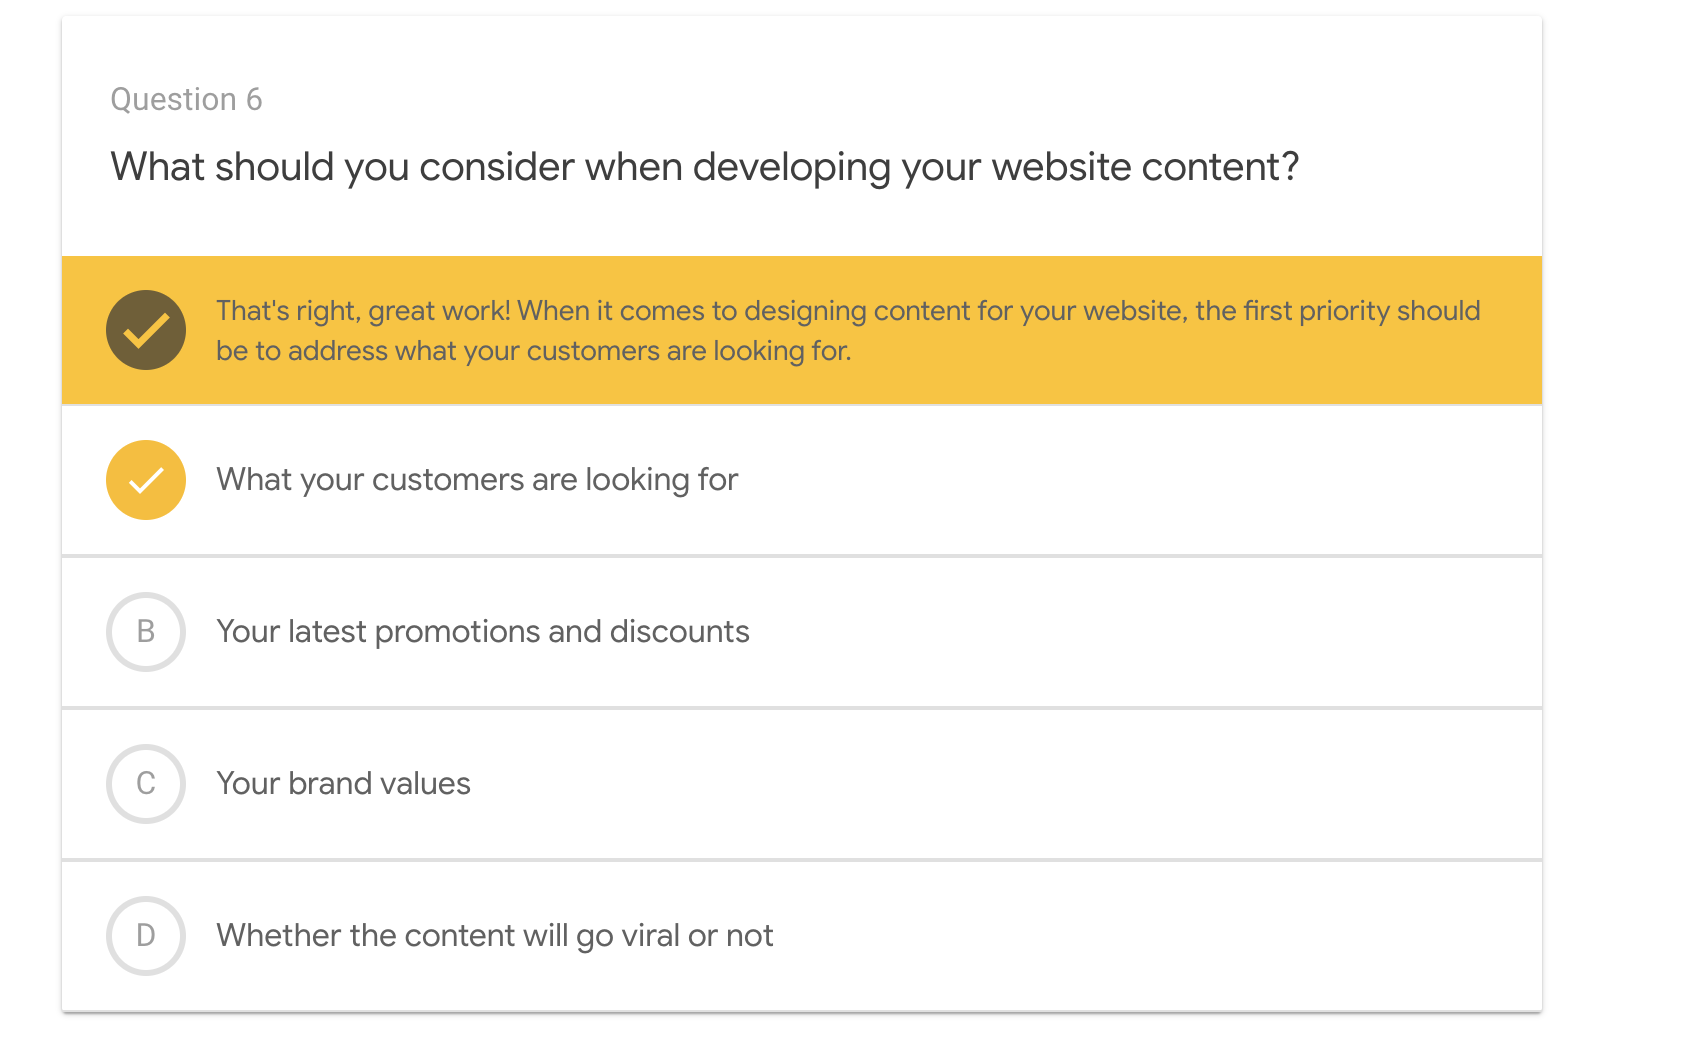 Question 6
What should you consider when developing your website content?
That's right, great work! When it comes to designing content for your website, the first priority should
be to address what your customers are looking for.
What your customers are looking for
B
Your latest promotions and discounts
C
Your brand values
D
Whether the content will go viral or not